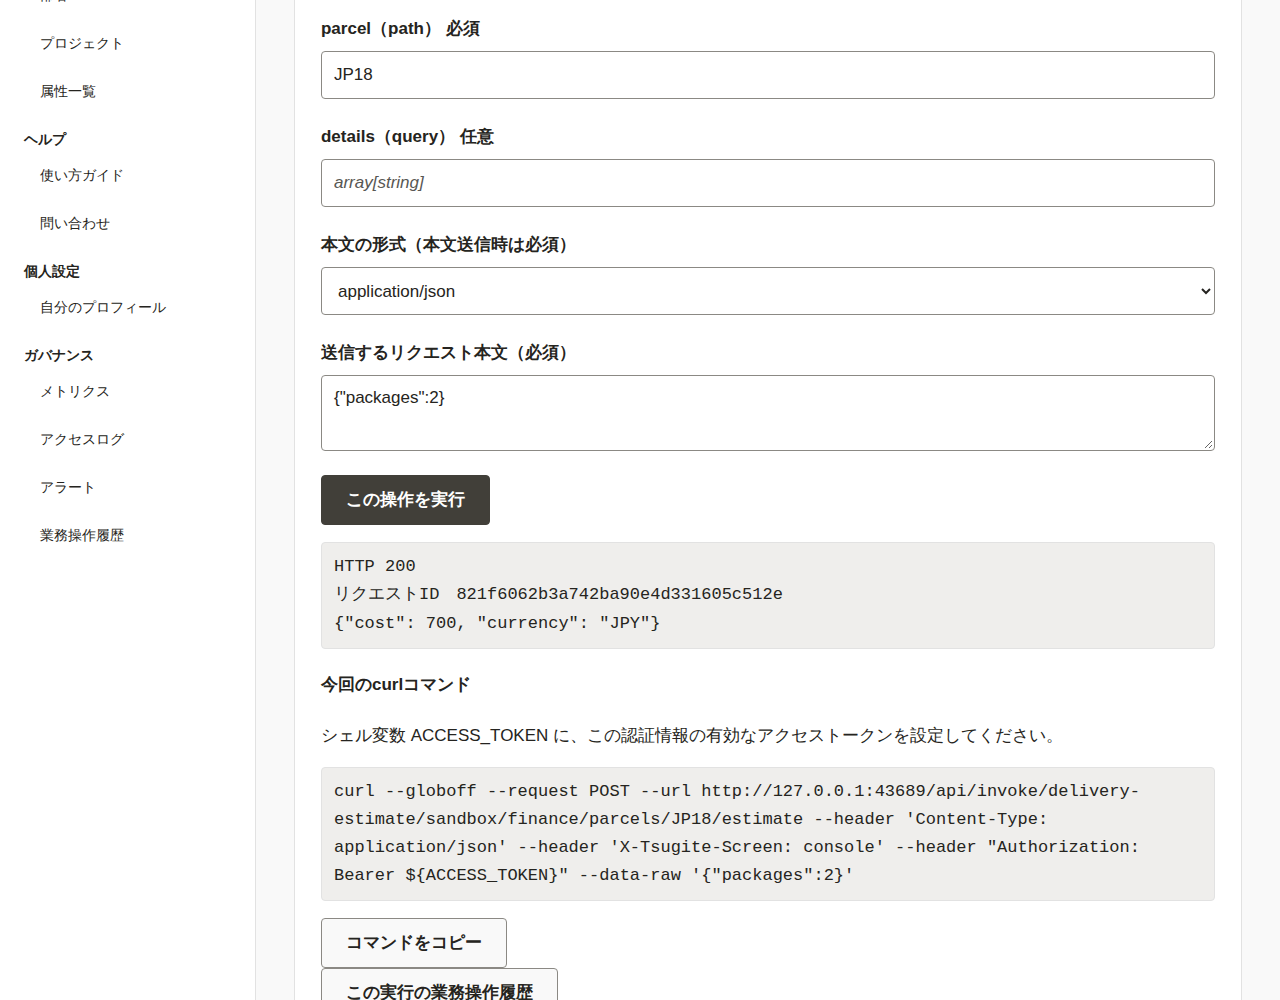 プロジェクト
属性一覧
ヘルプ
使い方ガイド
問い合わせ
個人設定
自分のプロフィール
ガバナンス
メトリクス
アクセスログ
アラート
業務操作履歴
parcel（path） 必須
JP18
details（query） 任意
array[string]
本文の形式（本文送信時は必須）
application/json
送信するリクエスト本文（必須）
{"packages":2}
この操作を実行
HTTP 200
リクエストID 821f6062b3a742ba90e4d331605c512e
{"cost": 700, "currency": "JPY"}
今回のcurlコマンド
シェル変数 ACCESS_TOKEN に、この認証情報の有効なアクセストークンを設定してください。
curl --globoff --request POST --url http://127.0.0.1:43689/api/invoke/delivery-
estimate/sandbox/finance/parcels/JP18/estimate --header 'Content-Type:
application/json' --header 'X-Tsugite-Screen: console' --header "Authorization:
Bearer ${ACCESS_TOKEN}" --data-raw '{"packages":2}'
コマンドをコピー
この実行の業務操作履歴